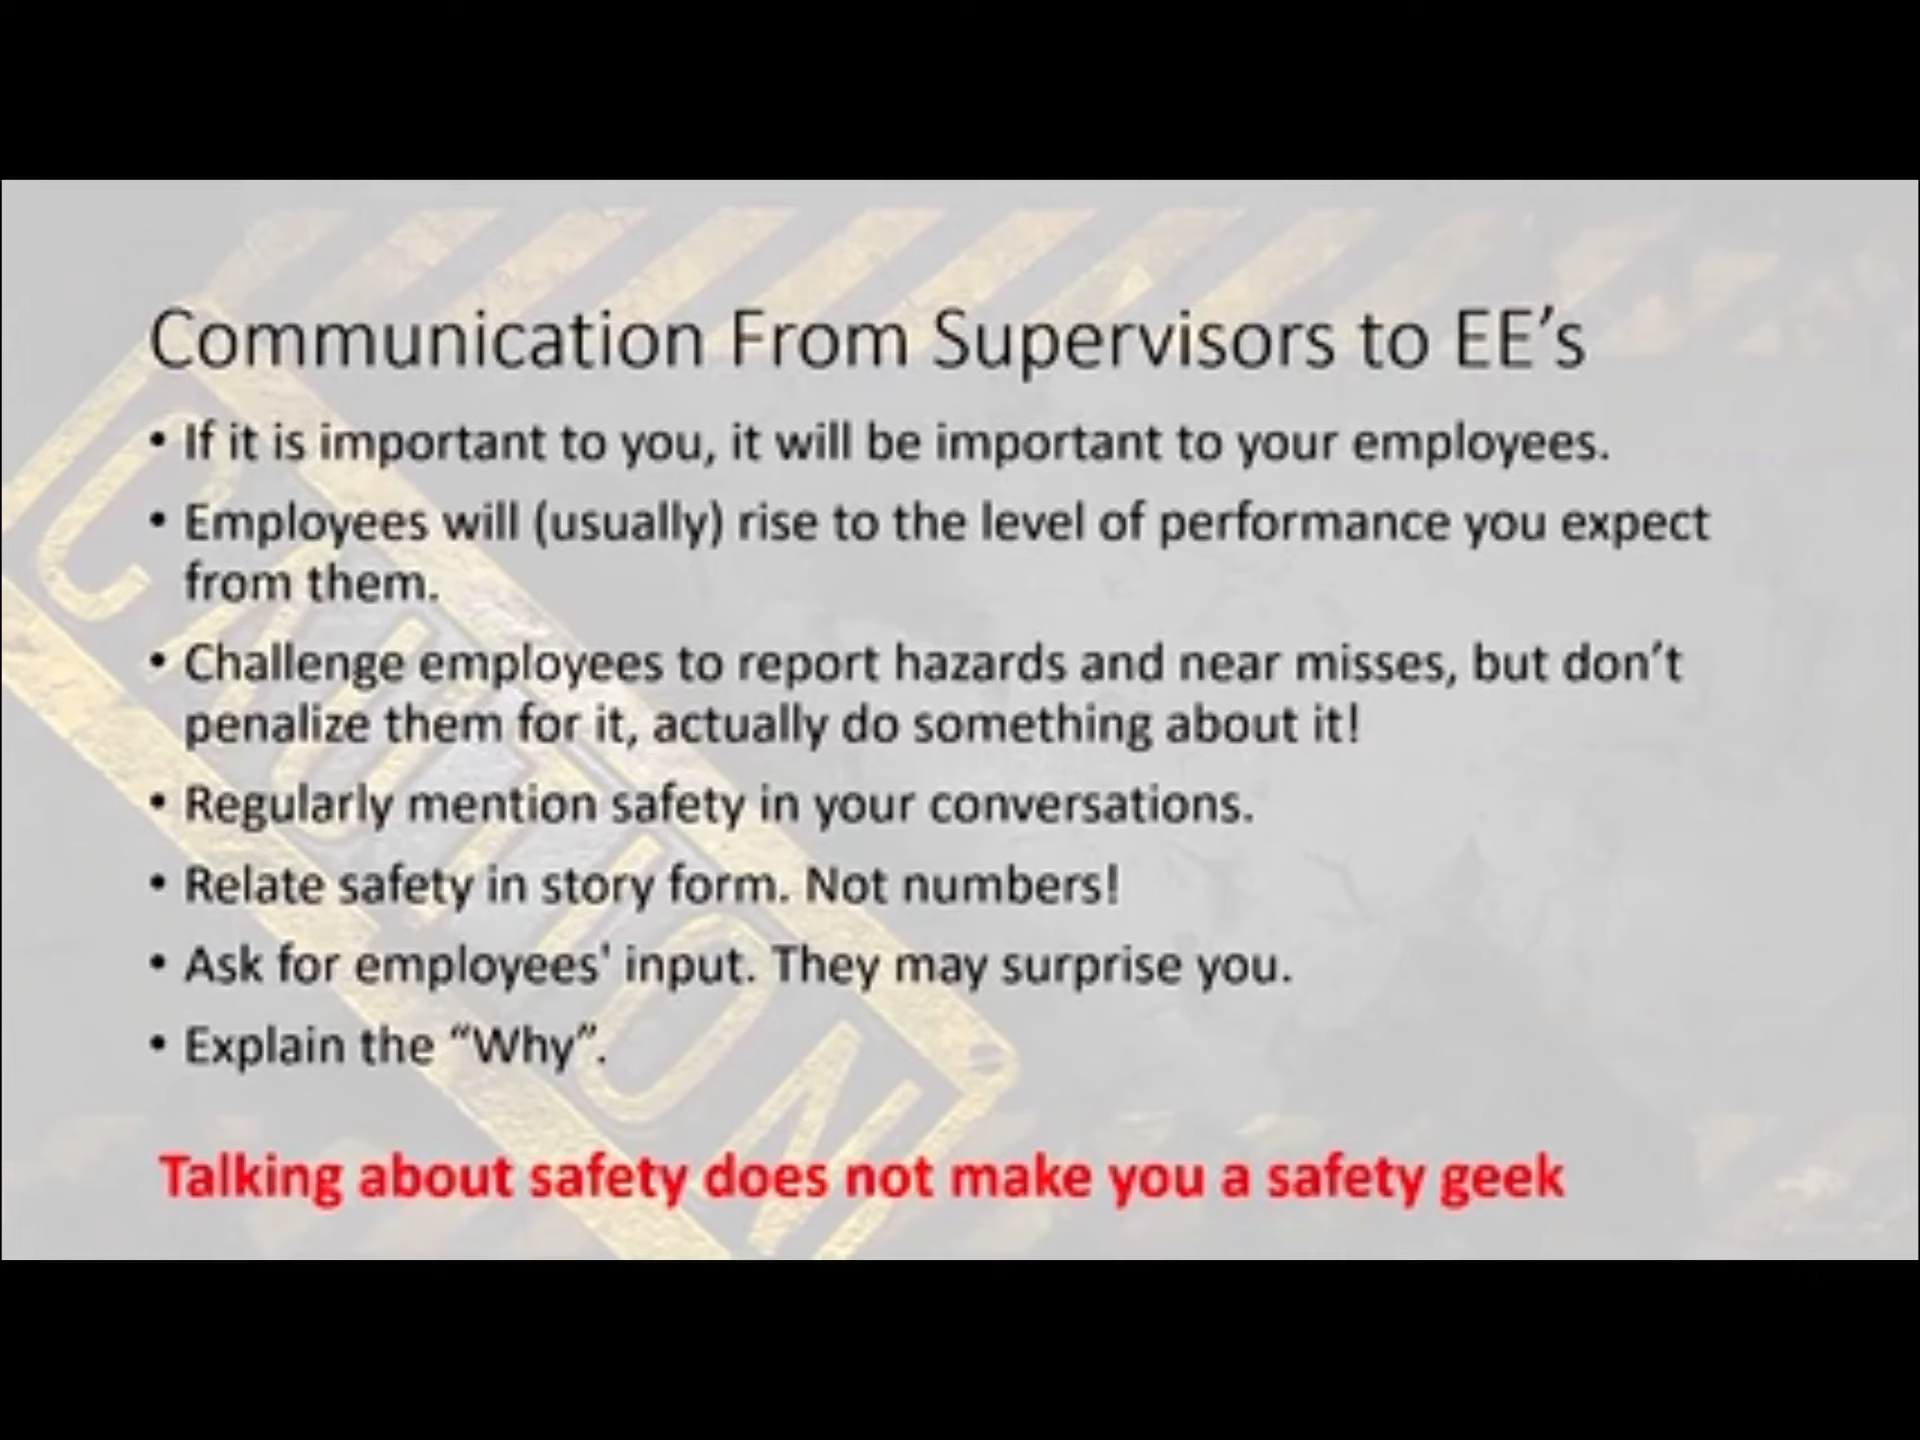 Communication From Supervisors to EE’s
• If it is important to you, it will be important to your employees.
• Employees will (usually) rise to the level of performance you expect
from them.
• Challenge employees to report hazards and near misses, but don’t
penalize them for it, actually do something about it!
• Regularly mention safety in your conversations.
• Relate safety in story form. Not numbers!
• Ask for employees' input. They may surprise you.
• Explain the “Why”.
Talking about safety does not make you a safety geek
CAUTION